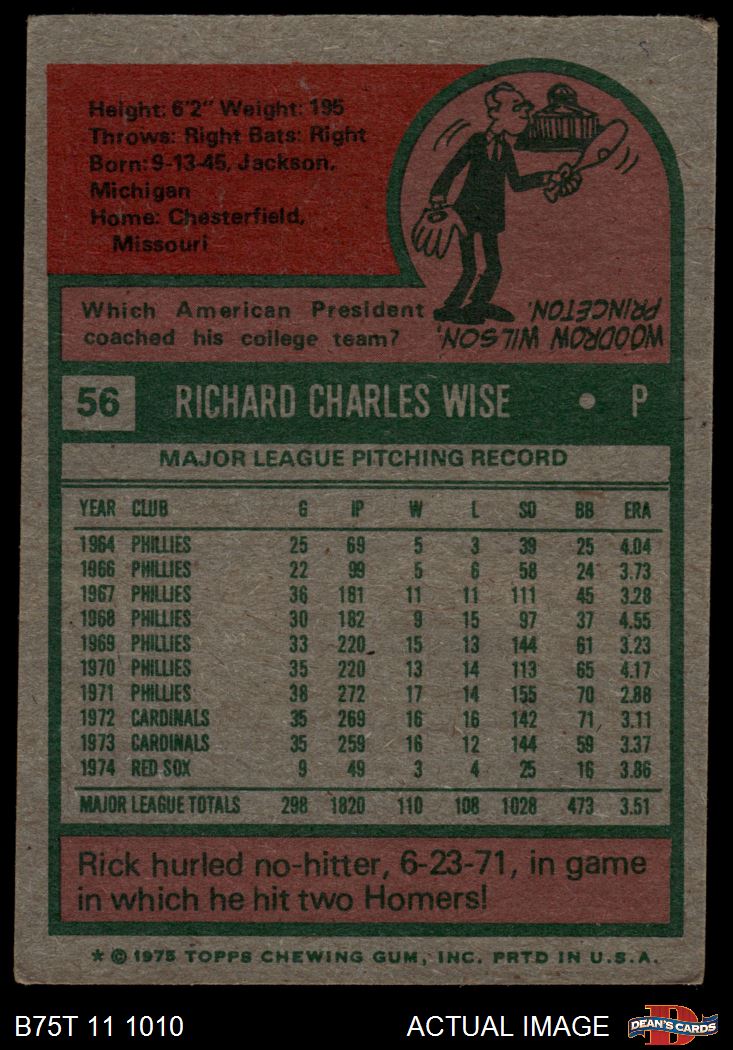 Height: 6'2" Weight: 195
Throws: Right Bats: Right
Born: 9-13-45, Jackson,
Michigan
Home: Chesterfield,
Missouri
Which American President
coached his college team?
WOODROW WILSON,
PRINCETON.
56 RICHARD CHARLES WISE • P
MAJOR LEAGUE PITCHING RECORD
YEAR CLUB G IP W L SO BB ERA
1964 PHILLIES 25 69 5 3 39 25 4.04
1966 PHILLIES 22 99 5 6 58 24 3.73
1967 PHILLIES 36 181 11 11 111 45 3.28
1968 PHILLIES 30 182 9 15 97 37 4.55
1969 PHILLIES 33 220 15 13 144 61 3.23
1970 PHILLIES 35 220 13 14 113 65 4.17
1971 PHILLIES 38 272 17 14 155 70 2.88
1972 CARDINALS 35 269 16 16 142 71 3.11
1973 CARDINALS 35 259 16 12 144 59 3.37
1974 RED SOX 9 49 3 4 25 16 3.86
MAJOR LEAGUE TOTALS 298 1820 110 108 1028 473 3.51
Rick hurled no-hitter, 6-23-71, in game
in which he hit two Homers!
* © 1975 TOPPS CHEWING GUM, INC. PRTD IN U.S.A.
B75T 11 1010 ACTUAL IMAGE D DEAN'S CARDS